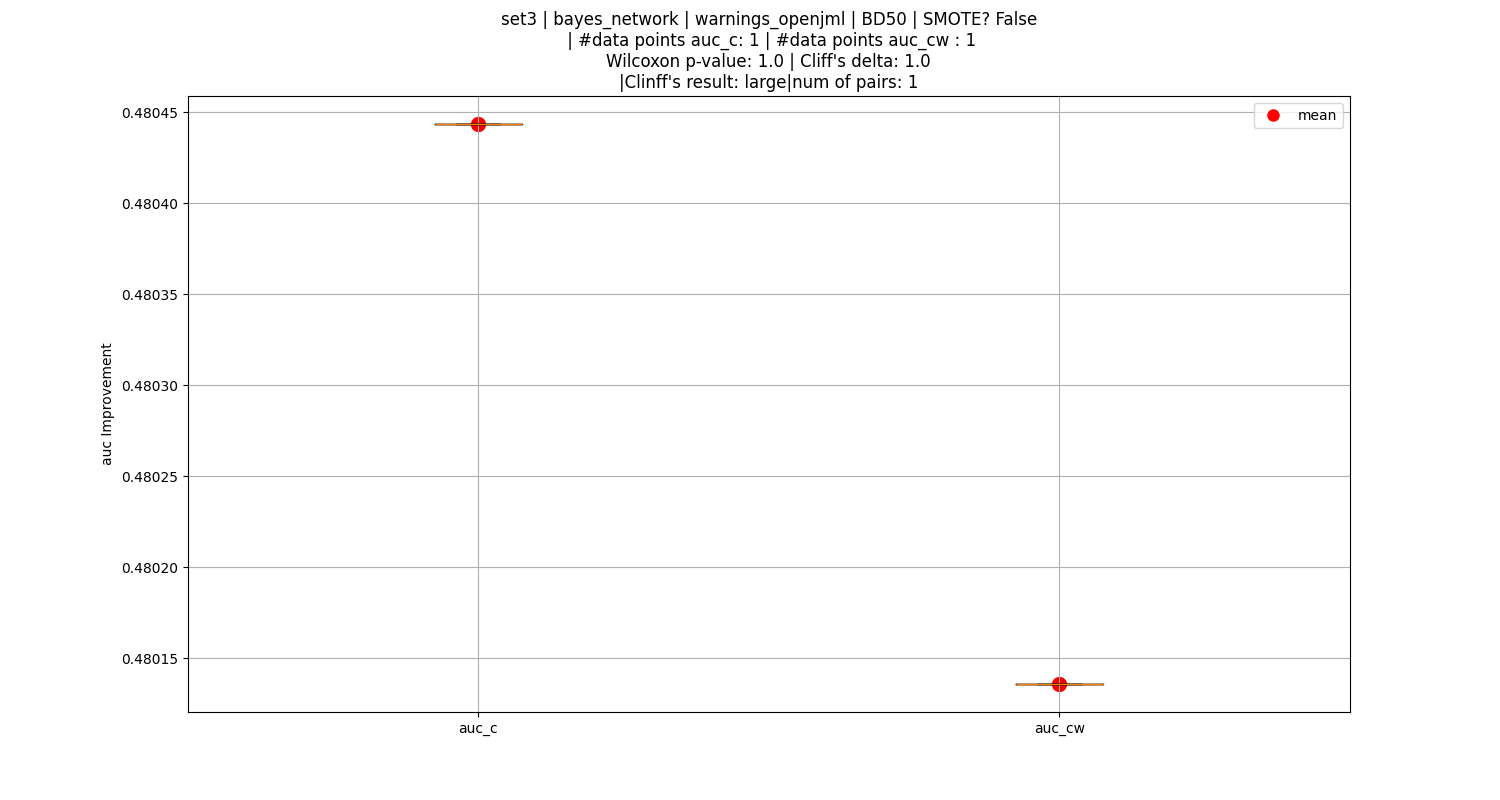 set3 | bayes_network | warnings_openjml | BD50 | SMOTE? False
| #data points auc_c: 1 | #data points auc_cw : 1
Wilcoxon p-value: 1.0 | Cliff's delta: 1.0
|Clinff's result: large|num of pairs: 1
mean
0.48045
0.48040
0.48035
0.48030
0.48025
0.48020
0.48015
auc Improvement
auc_c
auc_cw